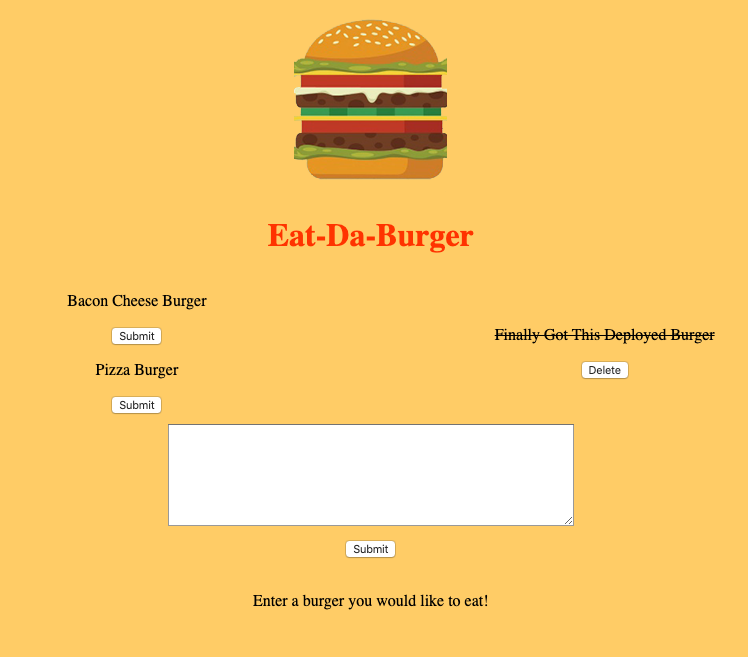 Eat-Da-Burger
Bacon Cheese Burger
Submit
Pizza Burger
Submit
Finally Got This Deployed Burger
Delete
Submit
Enter a burger you would like to eat!